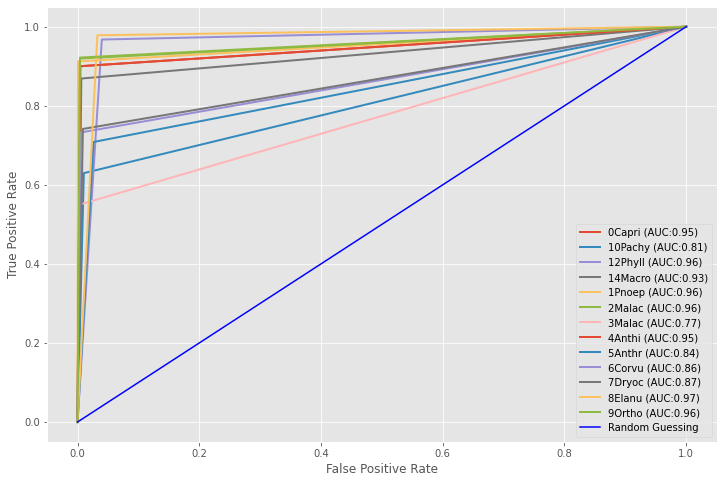 1.0
0.8
0.6
0.4
0.2
0.0
True Positive Rate
0Capri (AUC:0.95)
10Pachy (AUC:0.81)
12Phyll (AUC:0.96)
14Macro (AUC:0.93)
1Pnoep (AUC:0.96)
2Malac (AUC:0.96)
3Malac (AUC:0.77)
4Anthi (AUC:0.95)
5Anthr (AUC:0.84)
6Corvu (AUC:0.86)
7Dryoc (AUC:0.87)
8Elanu (AUC:0.97)
9Ortho (AUC:0.96)
Random Guessing
0.0 0.2 0.4 0.6 0.8 1.0
False Positive Rate